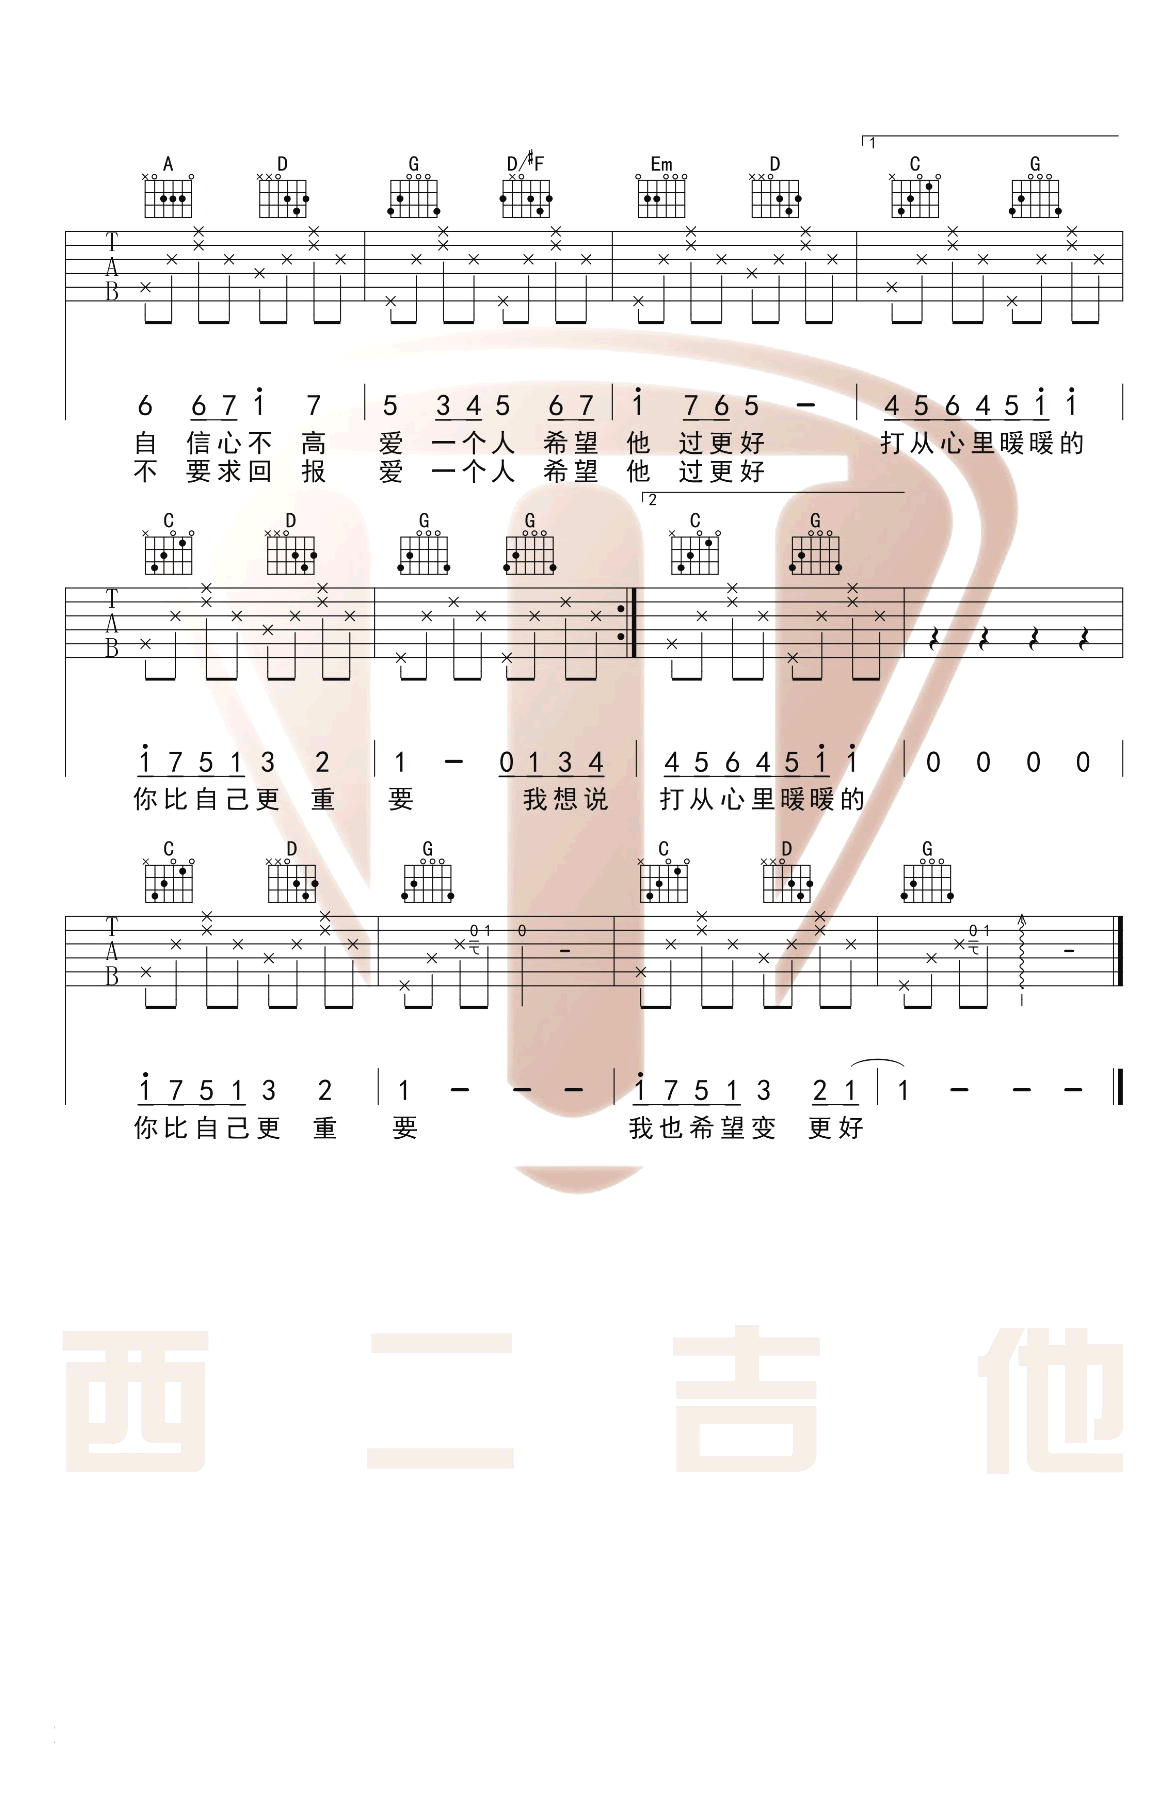 1
A D G D/#F Em D C G
T
A
B
6 67i 7 5 345 67 i 765 - 45645ii
自 信心不 高 爱 一个人 希望 他 过更好 打从心里暖暖的
不 要求回 报 爱 一个人 希望 他 过更好
2
C D G G C G
T
A
B
i7513 2 1 - 0134 45645ii 0 0 0 0
你比自己更 重 要 我想说 打从心里暖暖的
C D G C D G
T
A
B
0 1 0 - 0 1 -
i7513 2 1 - - - i7513 21 1 - - -
你比自己更 重 要 我也希望变 更好
西二吉他